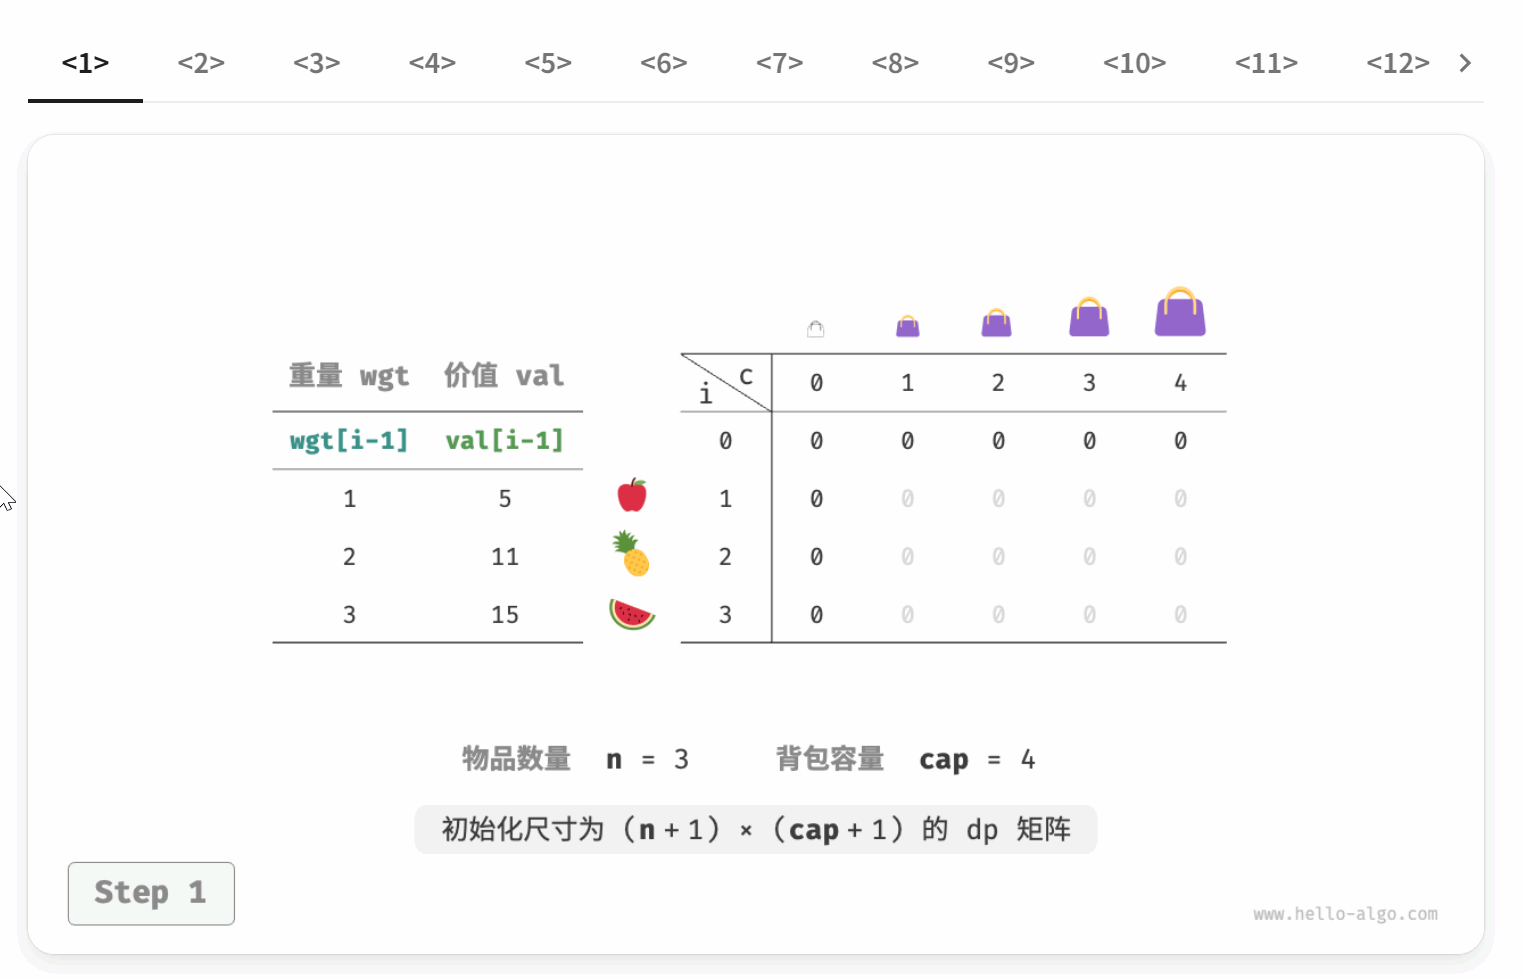 <1> <2> <3> <4> <5> <6> <7> <8> <9> <10> <11> <12>
重量 wgt 价值 val
wgt[i-1] val[i-1]
1 5
2 11
3 15
i c 0 1 2 3 4
0 0 0 0 0 0
1 0 0 0 0 0
2 0 0 0 0 0
3 0 0 0 0 0
物品数量 n = 3 背包容量 cap = 4
初始化尺寸为 (n+1) × (cap+1) 的 dp 矩阵
Step 1
www.hello-algo.com